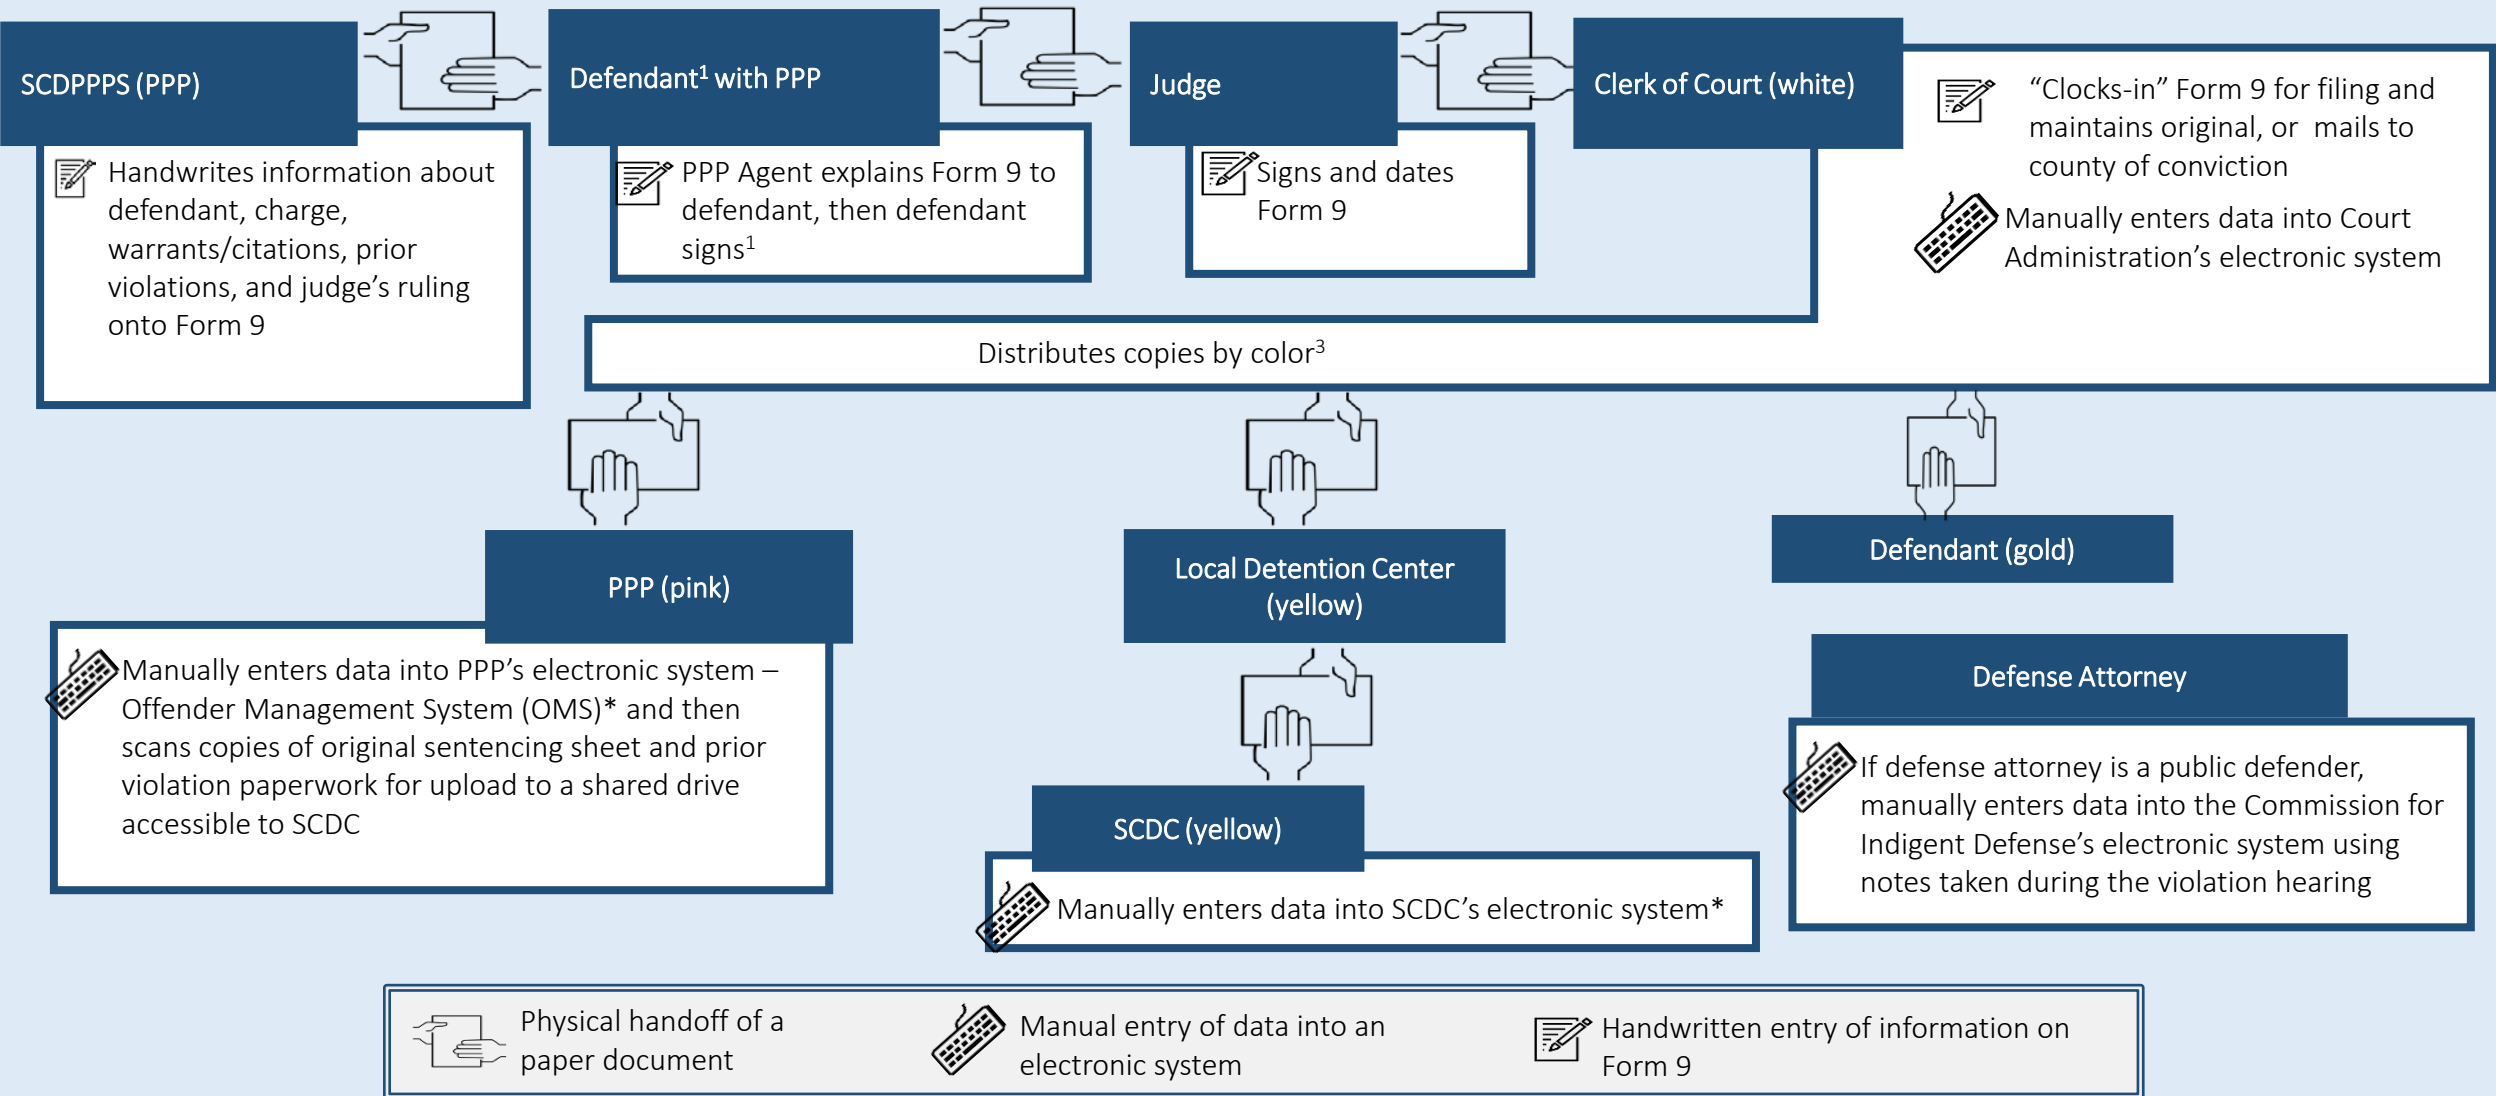 SCDPPPS (PPP)
Handwrites information about
defendant, charge,
warrants/citations, prior
violations, and judge’s ruling
onto Form 9
Defendant¹ with PPP
PPP Agent explains Form 9 to
defendant, then defendant
signs¹
Judge
Signs and dates
Form 9
Clerk of Court (white)
“Clocks-in” Form 9 for filing and
maintains original, or mails to
county of conviction
Manually enters data into Court
Administration’s electronic system
Distributes copies by color³
PPP (pink)
Manually enters data into PPP’s electronic system –
Offender Management System (OMS)* and then
scans copies of original sentencing sheet and prior
violation paperwork for upload to a shared drive
accessible to SCDC
Local Detention Center
(yellow)
SCDC (yellow)
Manually enters data into SCDC’s electronic system*
Defendant (gold)
Defense Attorney
If defense attorney is a public defender,
manually enters data into the Commission for
Indigent Defense’s electronic system using
notes taken during the violation hearing
Physical handoff of a
paper document
Manual entry of data into an
electronic system
Handwritten entry of information on
Form 9